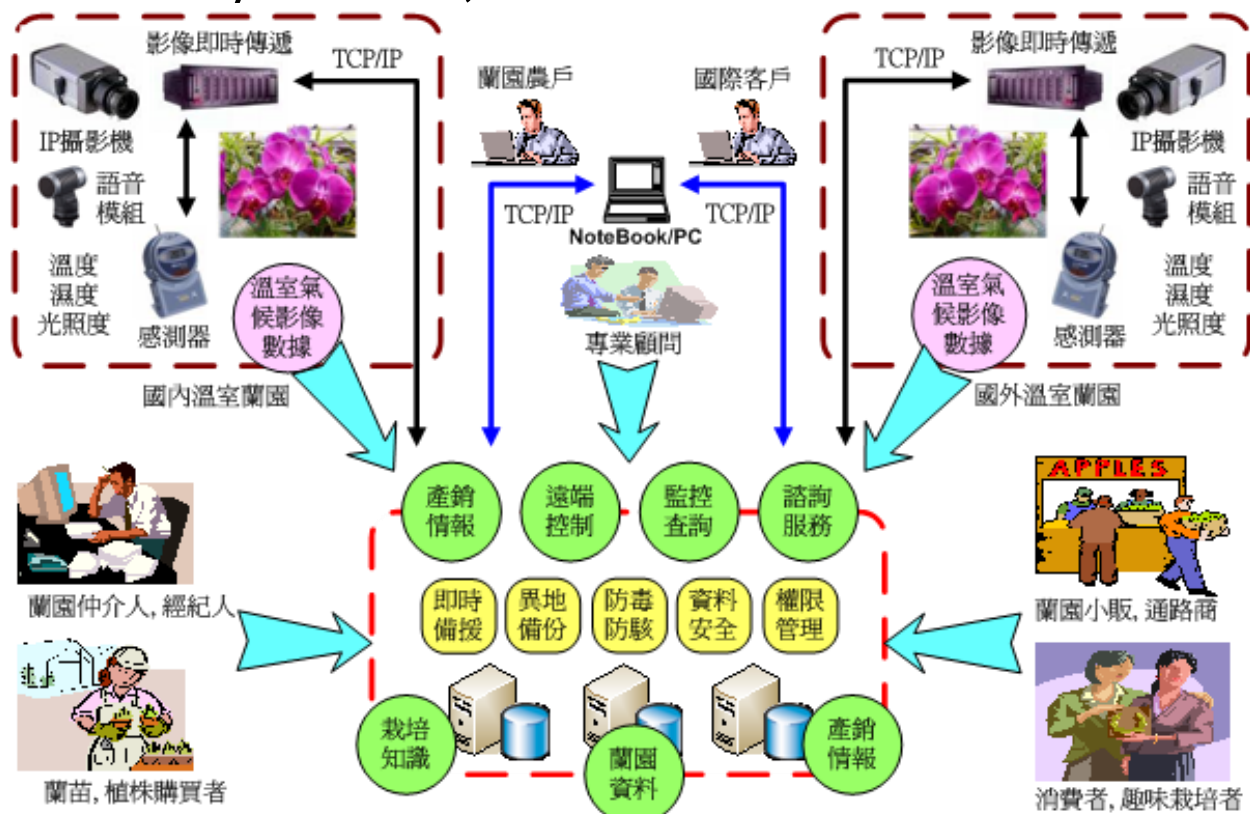 影像即時傳遞
TCP/IP
IP攝影機
語音
模組
溫度
濕度
光照度
感測器
溫室氣
候影像
數據
國內溫室蘭園
蘭園農戶
國際客戶
TCP/IP
TCP/IP
NoteBook/PC
專業顧問
影像即時傳遞
TCP/IP
IP攝影機
語音
模組
溫度
濕度
光照度
感測器
溫室氣
候影像
數據
國外溫室蘭園
產銷
情報
遠端
控制
監控
查詢
諮詢
服務
即時
備援
異地
備份
防毒
防駭
資料
安全
權限
管理
栽培
知識
蘭園
資料
產銷
情報
蘭園仲介人, 經紀人
蘭苗, 植株購買者
APPLES
蘭園小販, 通路商
消費者, 趣味栽培者